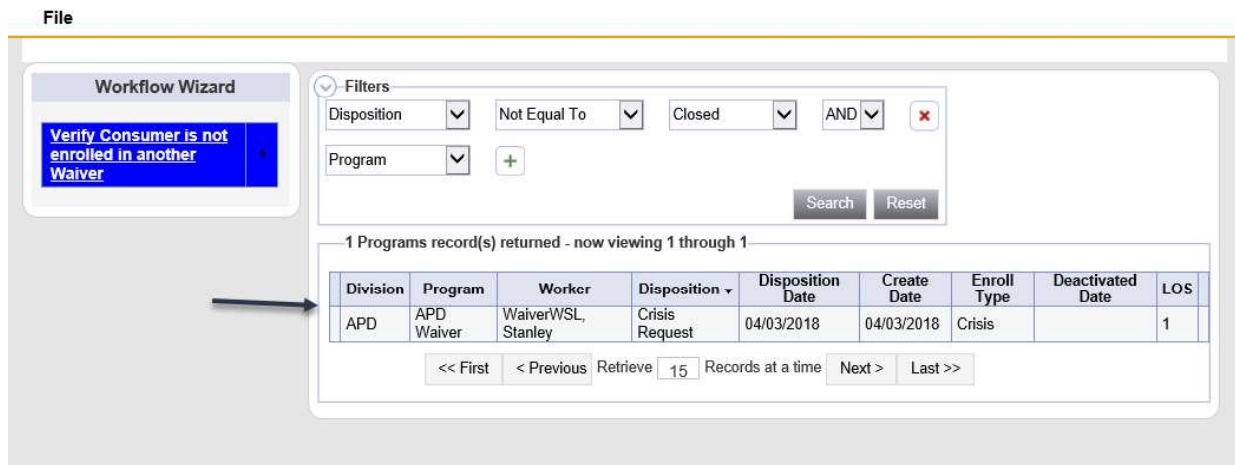 File
Workflow Wizard
Verify Consumer is not
enrolled in another
Waiver
Filters
Disposition Not Equal To Closed AND
Program
Search Reset
1 Programs record(s) returned - now viewing 1 through 1
Division Program Worker Disposition Disposition Date Create Date Enroll Type Deactivated Date LOS
APD APD Waiver WaiverWSL, Stanley Crisis Request 04/03/2018 04/03/2018 Crisis 1
<< First < Previous Retrieve 15 Records at a time Next > Last >>